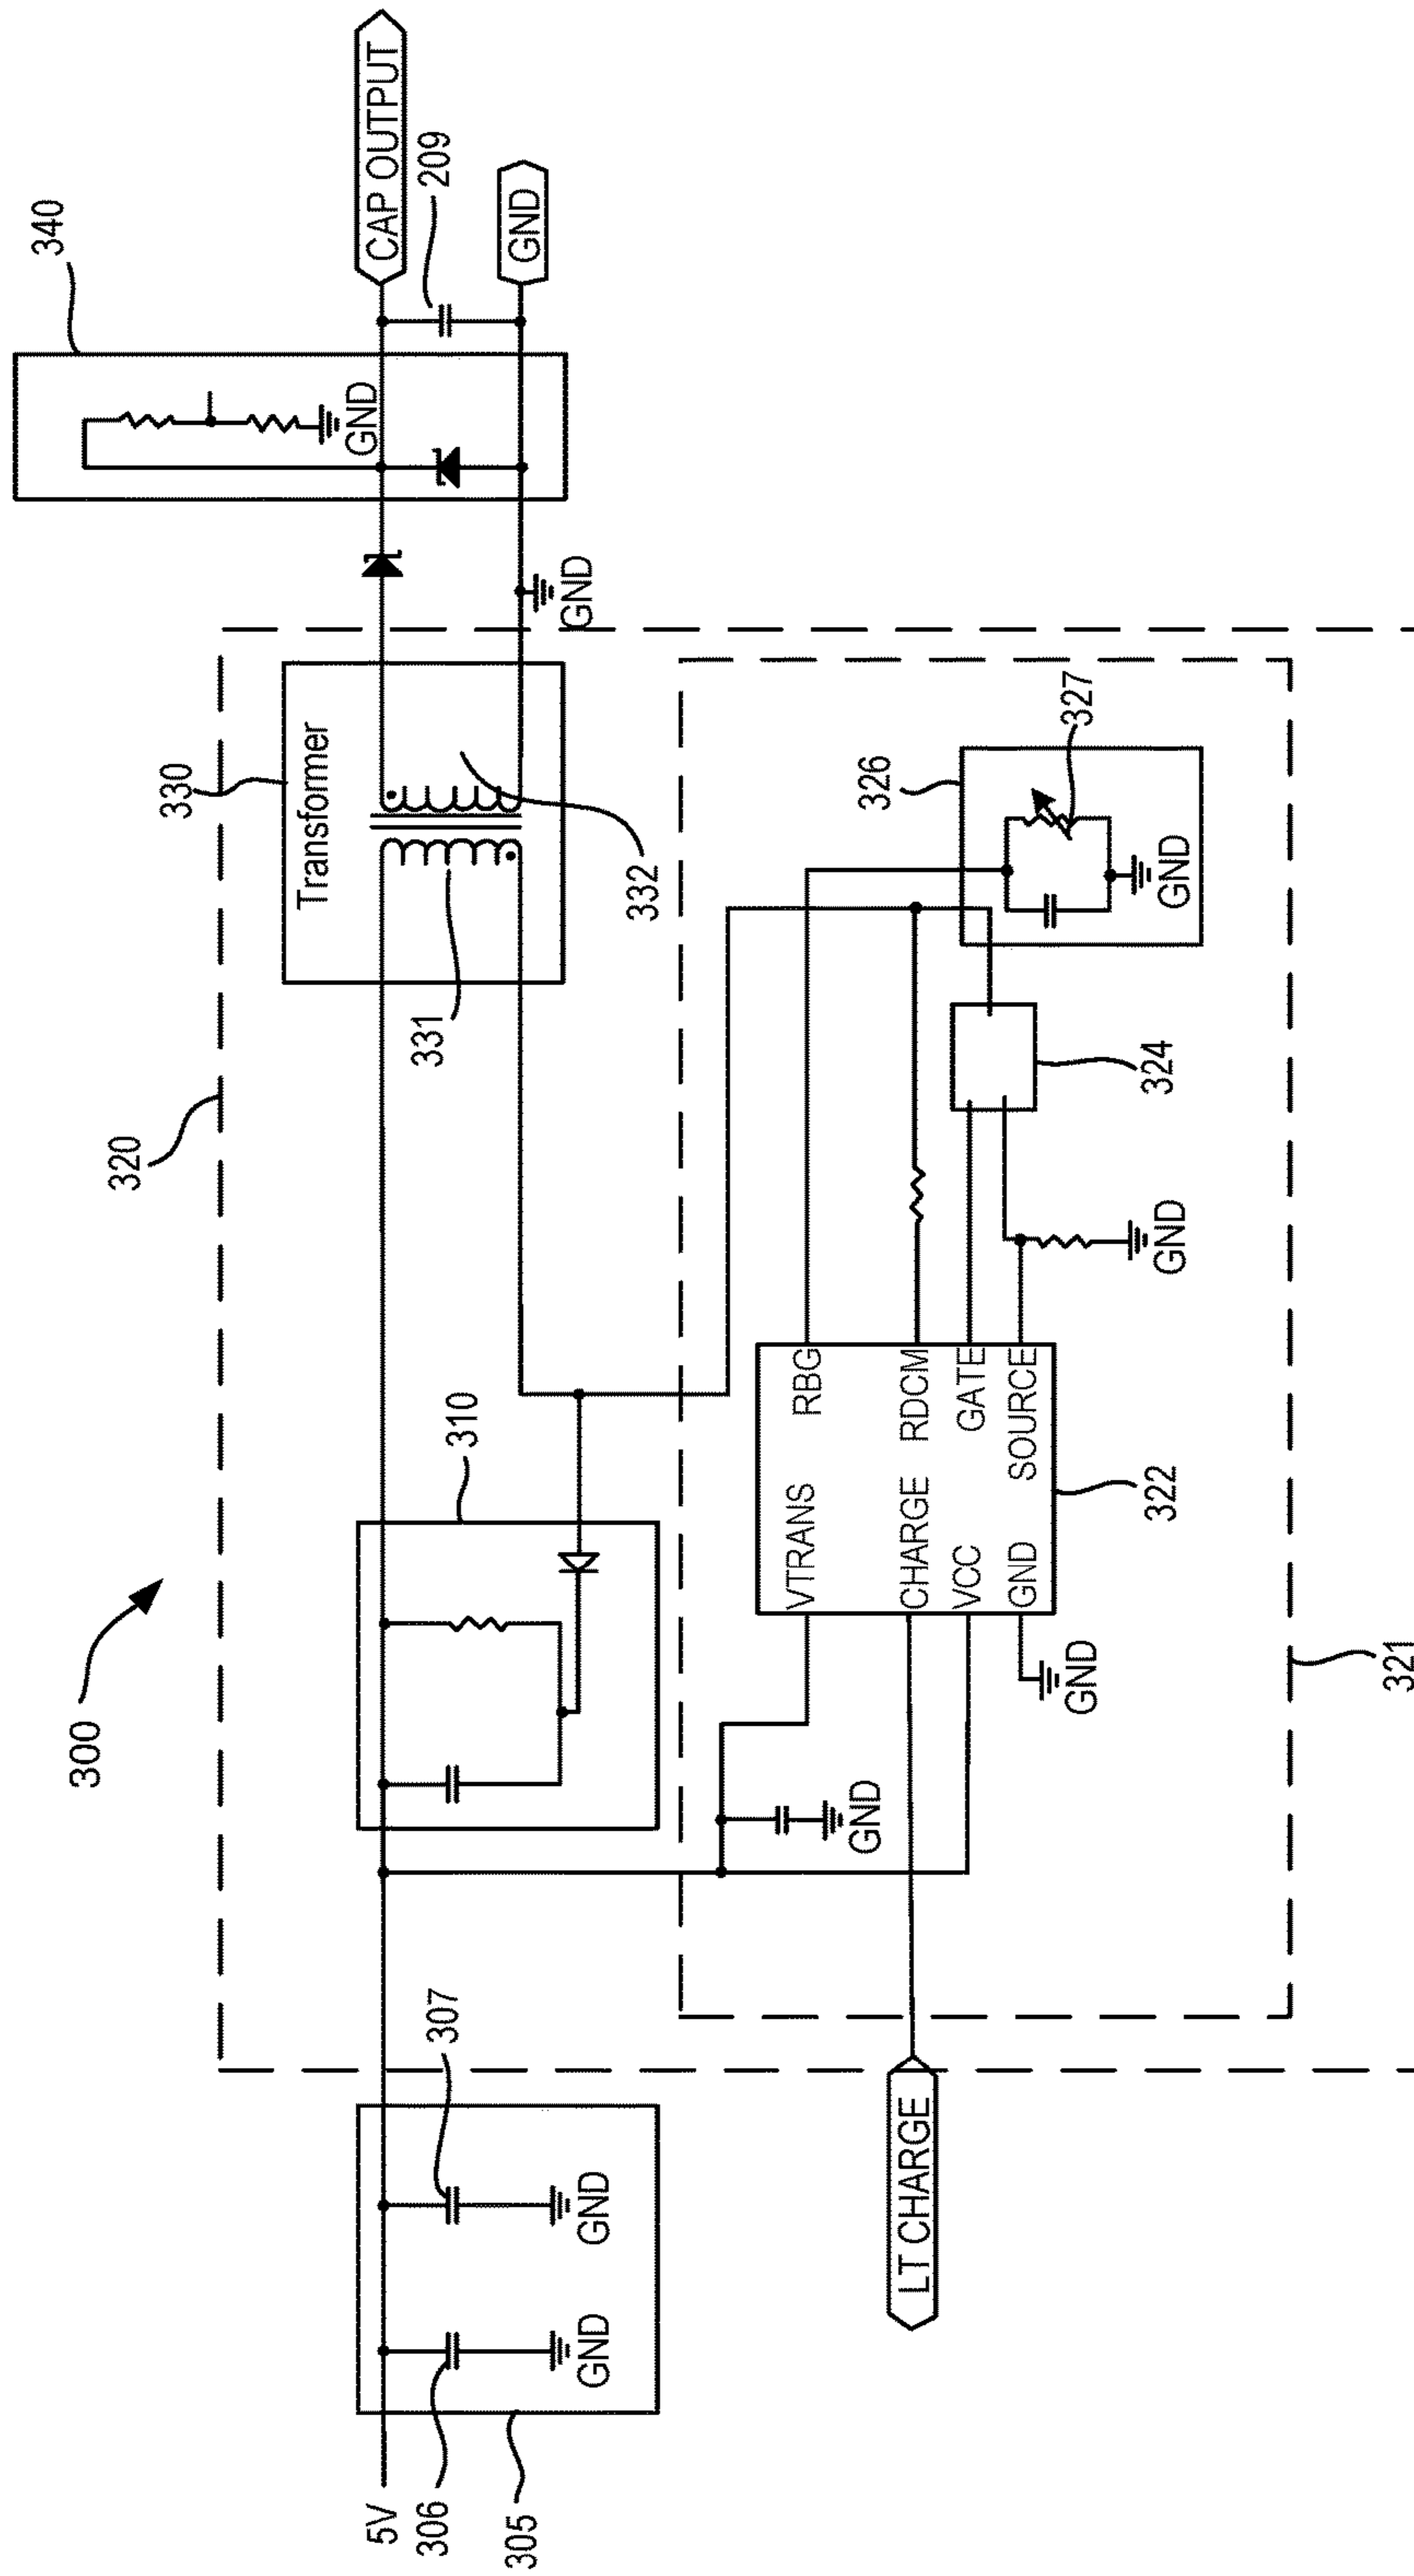 300
320
330
340
Transformer
CAP OUTPUT
209
GND
GND
GND
331
332
310
5V
306
307
305
GND
GND
326
327
GND
324
GND
VTRANS
RBG
CHARGE
RDCM
VCC
GATE
GND
SOURCE
322
GND
GND
LT CHARGE
321